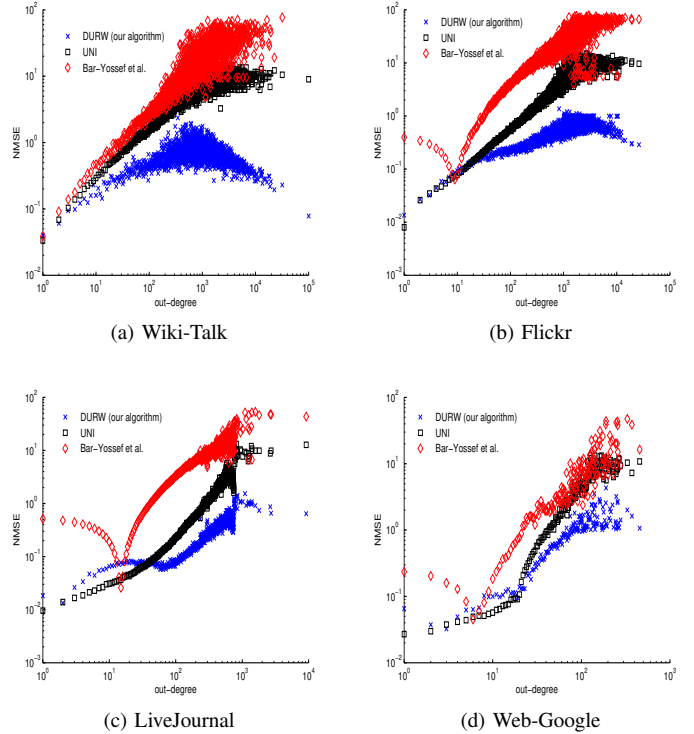 10^2
10^1
10^0
10^-1
10^-2
NMSE
DURW (our algorithm)
UNI
Bar-Yossef et al.
10^0
10^1
10^2
10^3
10^4
10^5
out-degree
(a) Wiki-Talk
10^2
10^1
10^0
10^-1
10^-2
10^-3
NMSE
DURW (our algorithm)
UNI
Bar-Yossef et al.
10^0
10^1
10^2
10^3
10^4
10^5
out-degree
(b) Flickr
10^2
10^1
10^0
10^-1
10^-2
10^-3
NMSE
DURW (our algorithm)
UNI
Bar-Yossef et al.
10^0
10^1
10^2
10^3
10^4
out-degree
(c) LiveJournal
10^2
10^1
10^0
10^-1
10^-2
NMSE
DURW (our algorithm)
UNI
Bar-Yossef et al.
10^0
10^1
10^2
10^3
out-degree
(d) Web-Google